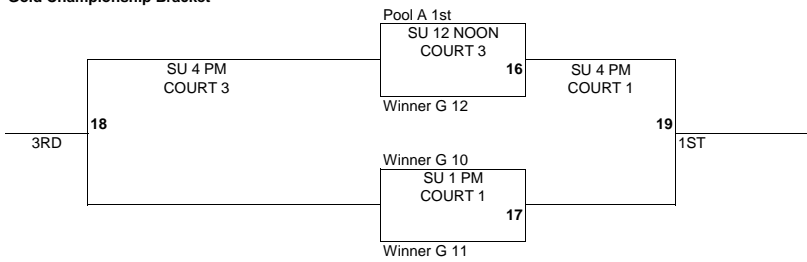 Gold Championship Bracket
Pool A 1st
SU 12 NOON
COURT 3
16
Winner G 12
SU 4 PM
COURT 3
18
3RD
SU 4 PM
COURT 1
19
1ST
Winner G 10
SU 1 PM
COURT 1
17
Winner G 11